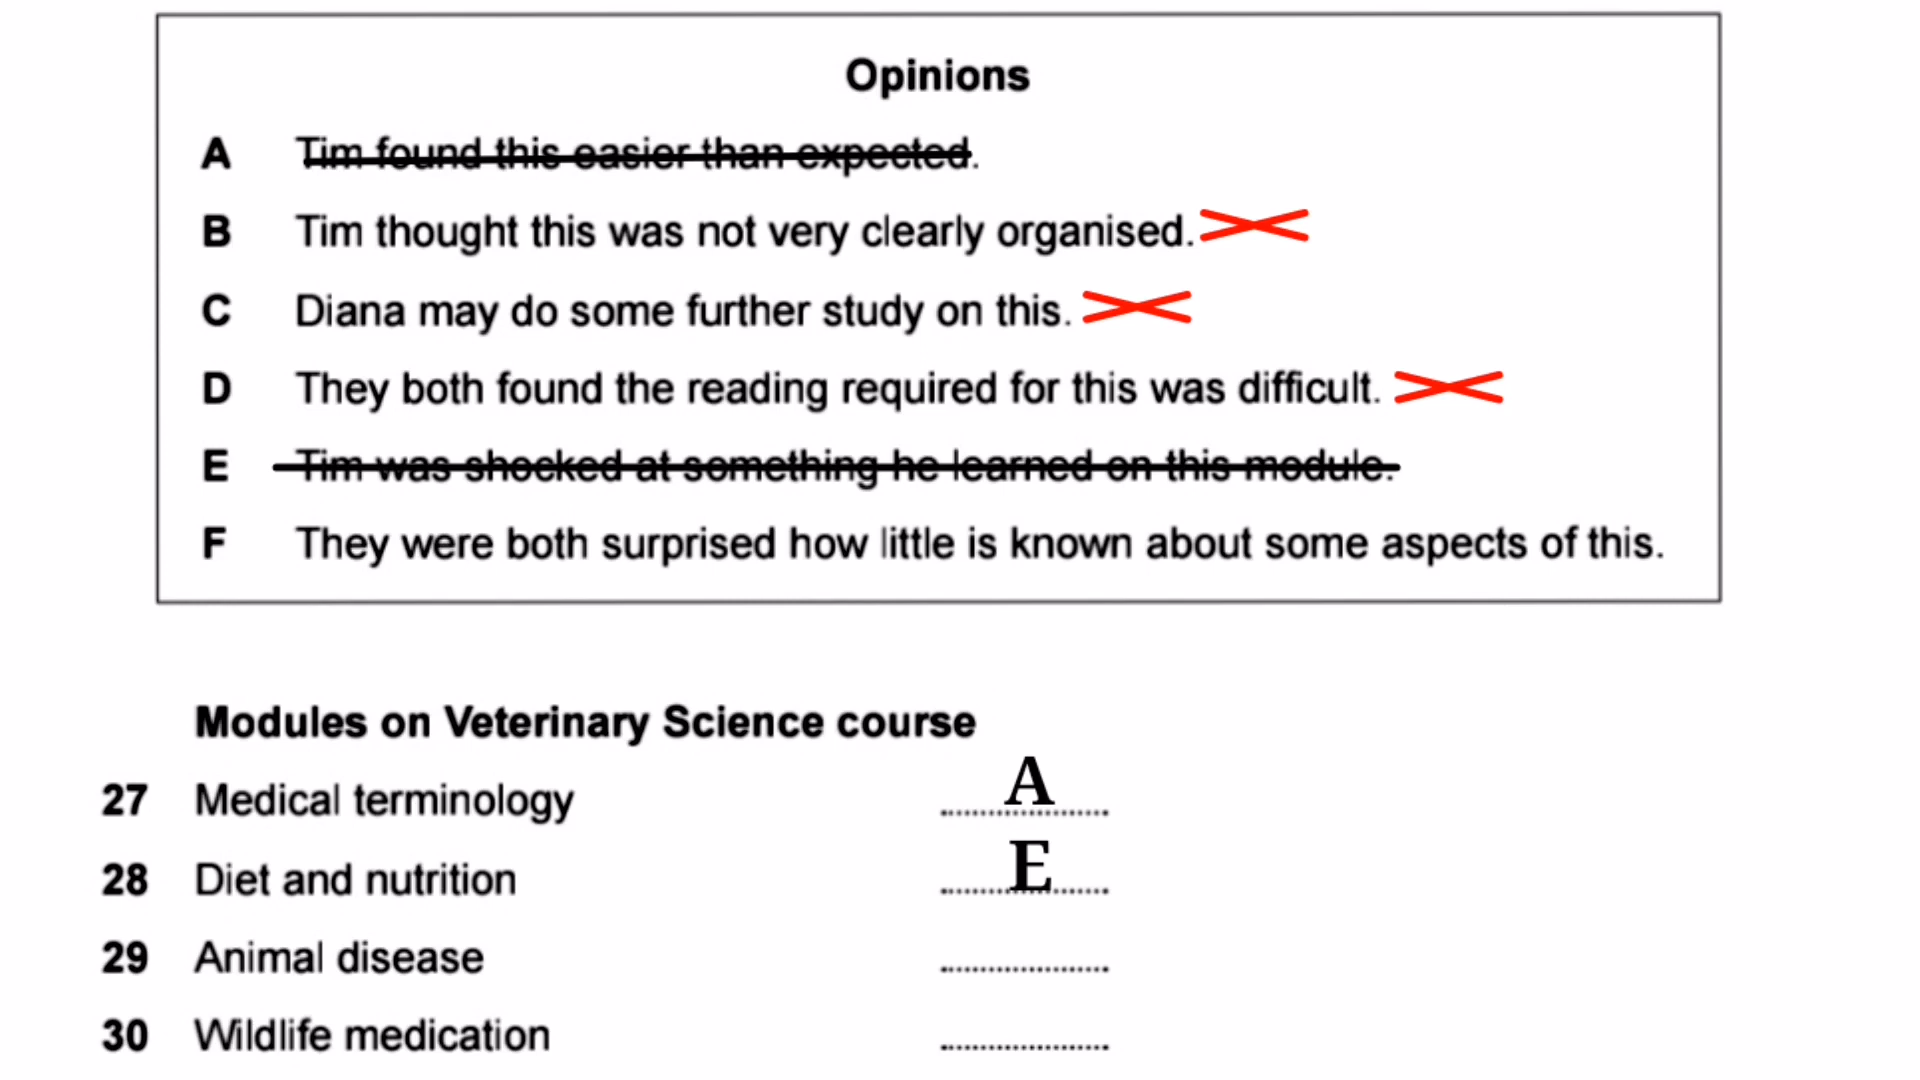 Opinions
A Tim found this easier than expected.
B Tim thought this was not very clearly organised.
C Diana may do some further study on this.
D They both found the reading required for this was difficult.
E Tim was shocked at something he learned on this module.
F They were both surprised how little is known about some aspects of this.
Modules on Veterinary Science course
27 Medical terminology A
28 Diet and nutrition E
29 Animal disease
30 Wildlife medication